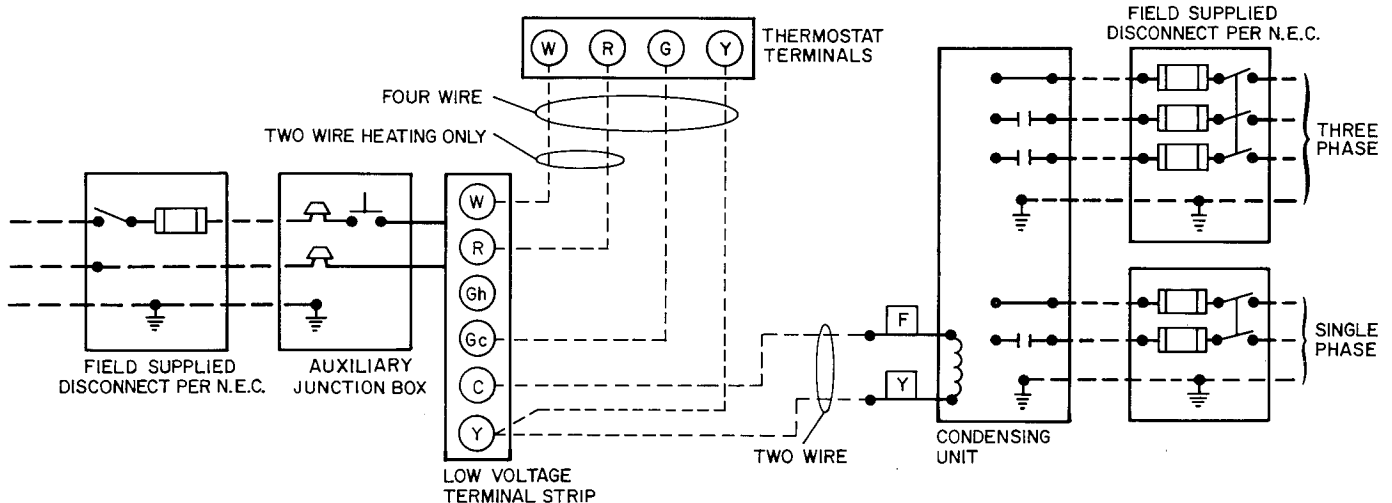 FIELD SUPPLIED
DISCONNECT PER N.E.C.
W R G Y
THERMOSTAT
TERMINALS
FOUR WIRE
TWO WIRE HEATING ONLY
THREE
PHASE
W
R
Gh
Gc
C
Y
FIELD SUPPLIED
DISCONNECT PER N.E.C.
AUXILIARY
JUNCTION BOX
LOW VOLTAGE
TERMINAL STRIP
F
Y
TWO WIRE
CONDENSING
UNIT
SINGLE
PHASE